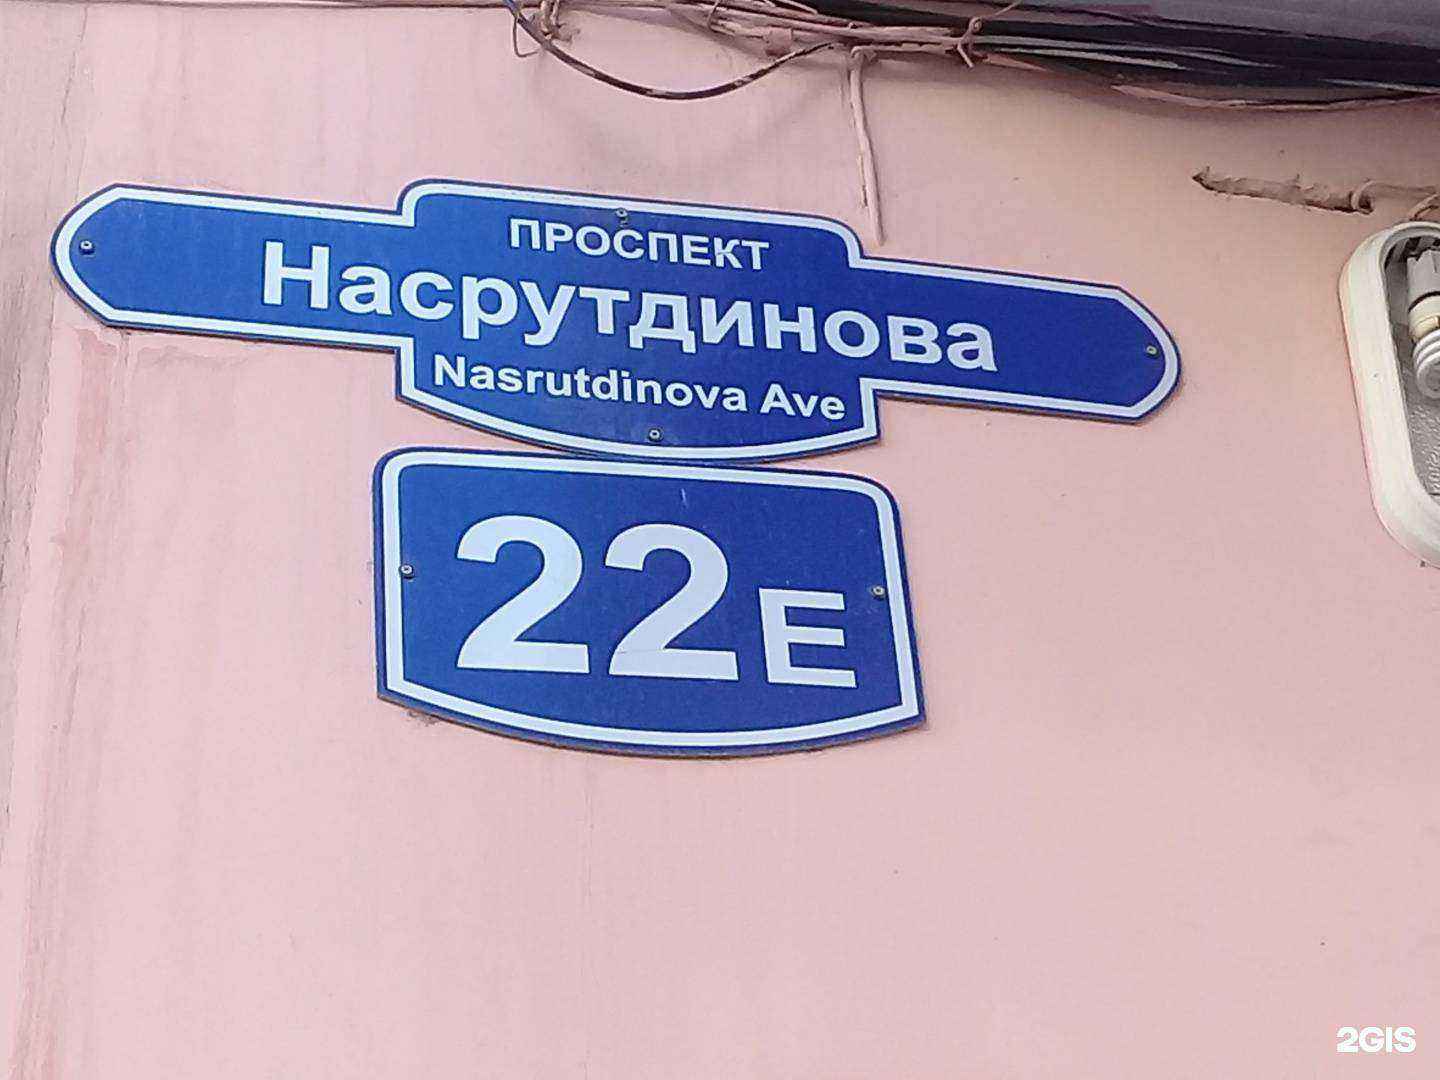 ПРОСПЕКТ
Насрутдинова
Nasrutdinova Ave
22Е
2GIS